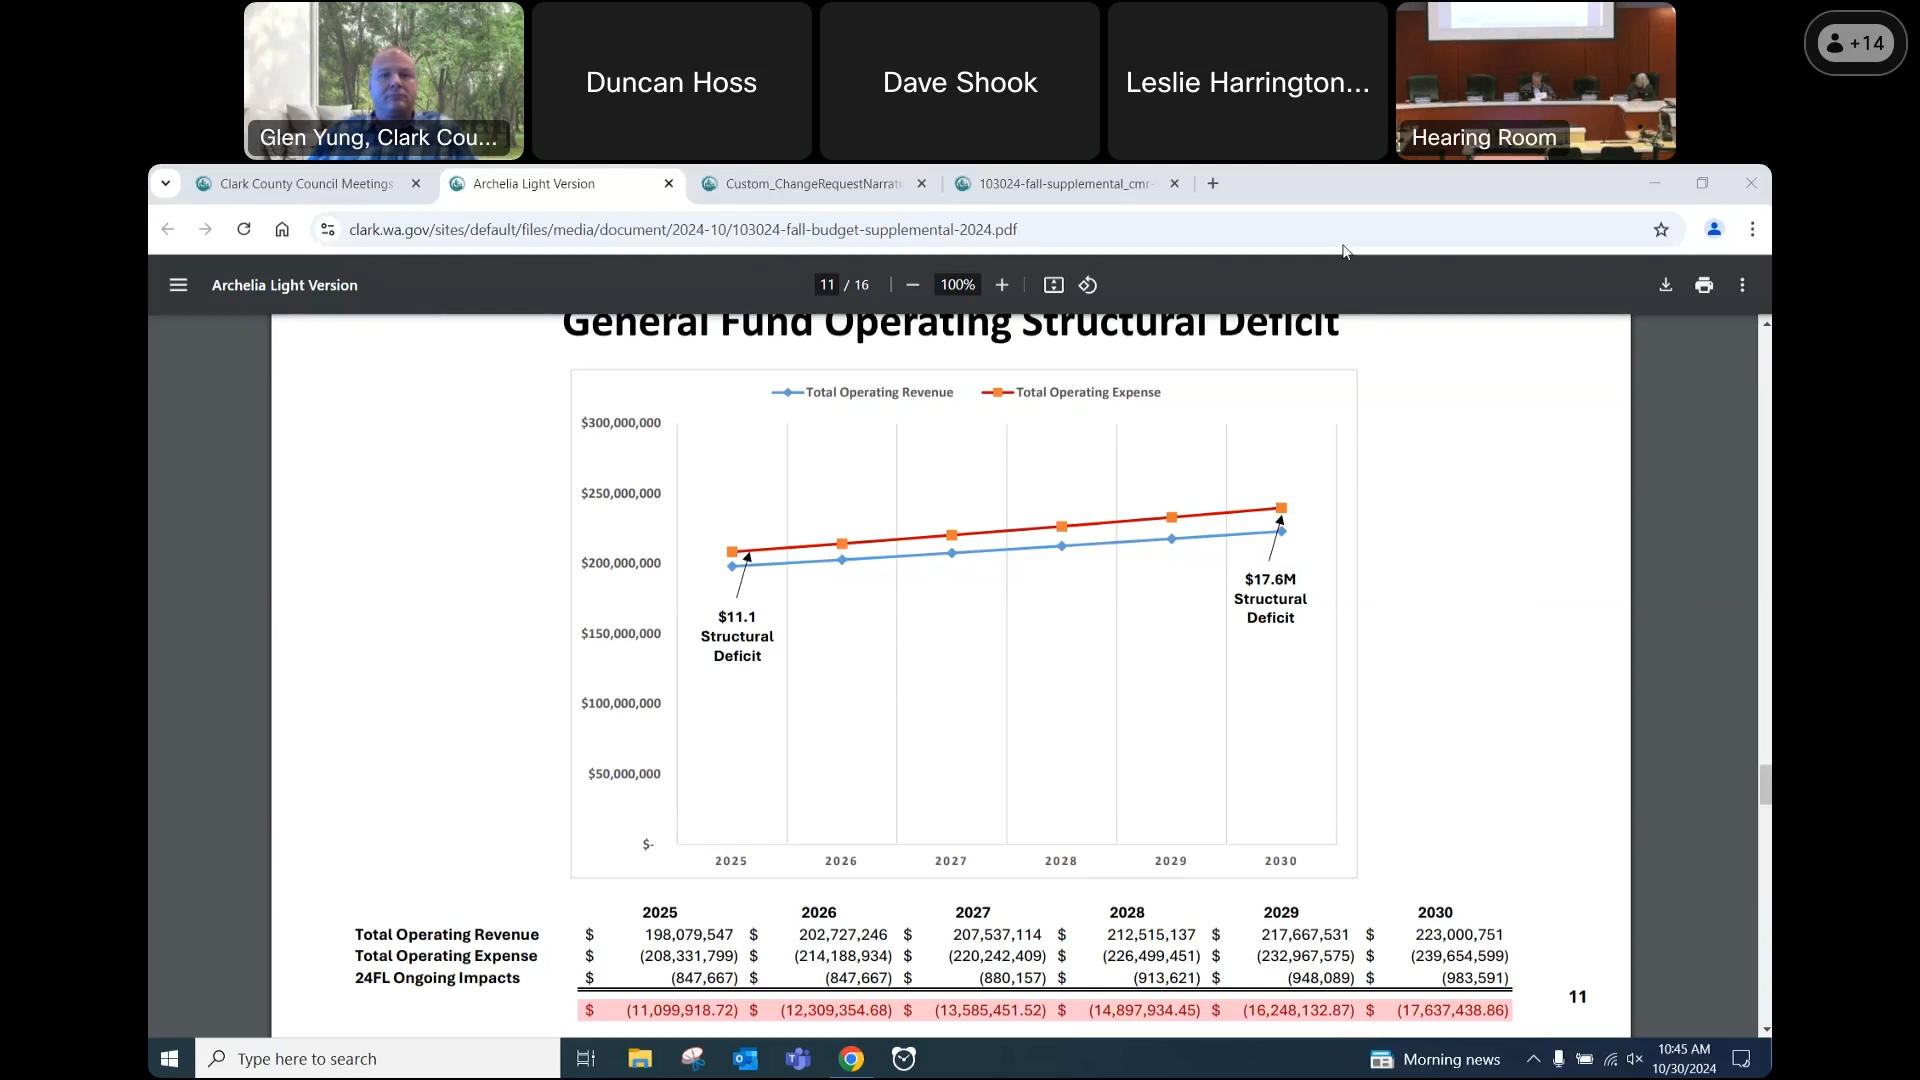 Glen Yung, Clark Cou...
Duncan Hoss
Dave Shook
Leslie Harrington...
Hearing Room
+14
Clark County Council Meetings
Archelia Light Version
Custom_ChangeRequestNarrati
103024-fall-supplemental_cmr-
clark.wa.gov/sites/default/files/media/document/2024-10/103024-fall-budget-supplemental-2024.pdf
Archelia Light Version
11 / 16
100%
General Fund Operating Structural Deficit
Total Operating Revenue
Total Operating Expense
$300,000,000
$250,000,000
$200,000,000
$150,000,000
$100,000,000
$50,000,000
$-
$11.1
Structural
Deficit
$17.6M
Structural
Deficit
2025 2026 2027 2028 2029 2030
2025 2026 2027 2028 2029 2030
Total Operating Revenue $ 198,079,547 $ 202,727,246 $ 207,537,114 $ 212,515,137 $ 217,667,531 $ 223,000,751
Total Operating Expense $ (208,331,799) $ (214,188,934) $ (220,242,409) $ (226,499,451) $ (232,967,575) $ (239,654,599)
24FL Ongoing Impacts $ (847,667) $ (847,667) $ (880,157) $ (913,621) $ (948,089) $ (983,591)
$ (11,099,918.72) $ (12,309,354.68) $ (13,585,451.52) $ (14,897,934.45) $ (16,248,132.87) $ (17,637,438.86)
11
Type here to search
Morning news
10:45 AM
10/30/2024